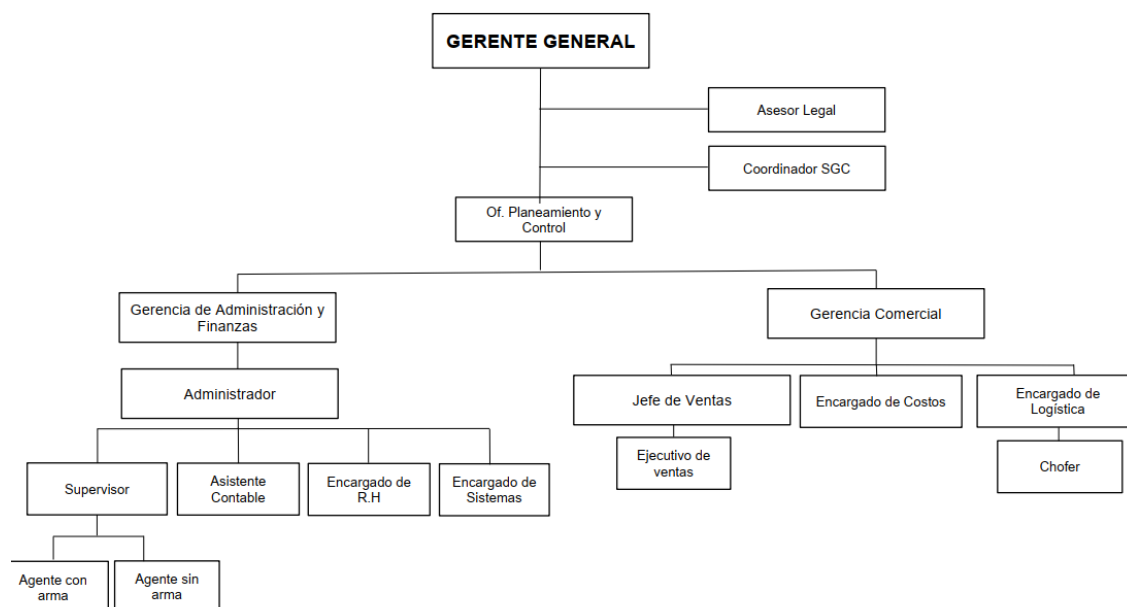 GERENTE GENERAL
Asesor Legal
Coordinador SGC
Of. Planeamiento y
Control
Gerencia de Administración y
Finanzas
Gerencia Comercial
Administrador
Jefe de Ventas
Encargado de Costos
Encargado de
Logística
Supervisor
Asistente
Contable
Encargado de
R.H
Encargado de
Sistemas
Ejecutivo de
ventas
Chofer
Agente con
arma
Agente sin
arma